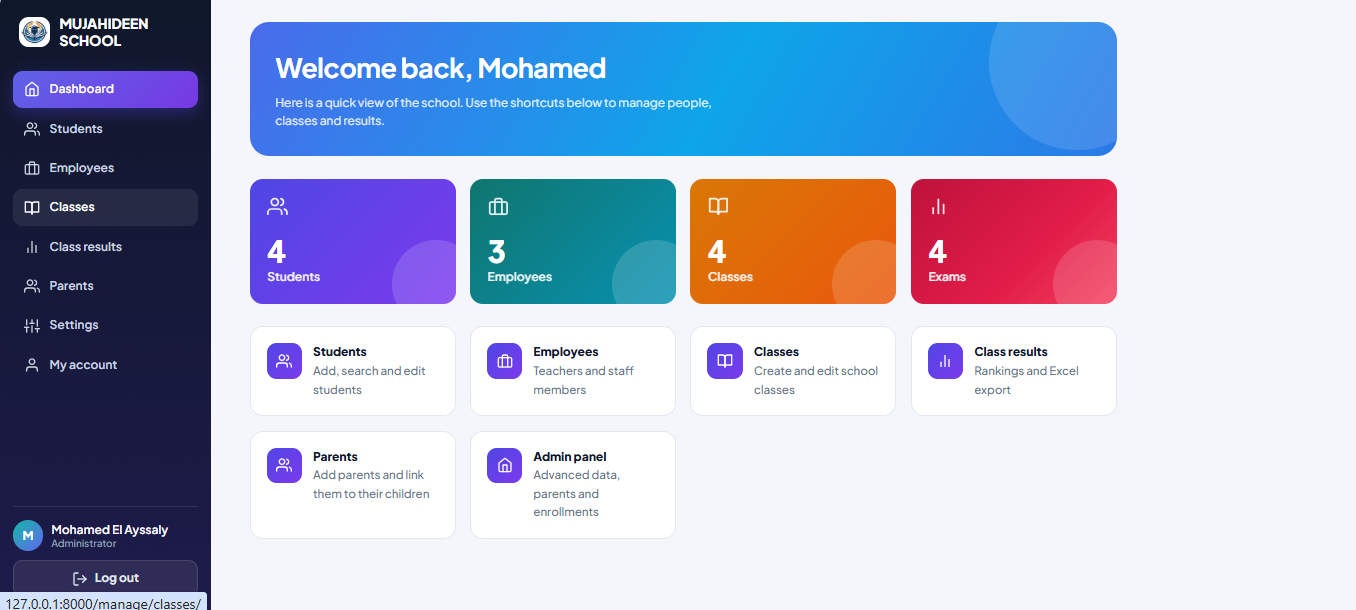 MUJAHIDEEN
SCHOOL
Dashboard
Students
Employees
Classes
Class results
Parents
Settings
My account
Mohamed El Ayssaly
M
Administrator
Log out
127.0.0.1:8000/manage/classes/
Welcome back, Mohamed
Here is a quick view of the school. Use the shortcuts below to manage people,
classes and results.
4
Students
3
Employees
4
Classes
4
Exams
Students
Add, search and edit
students
Employees
Teachers and staff
members
Classes
Create and edit school
classes
Class results
Rankings and Excel
export
Parents
Add parents and link
them to their children
Admin panel
Advanced data,
parents and
enrollments